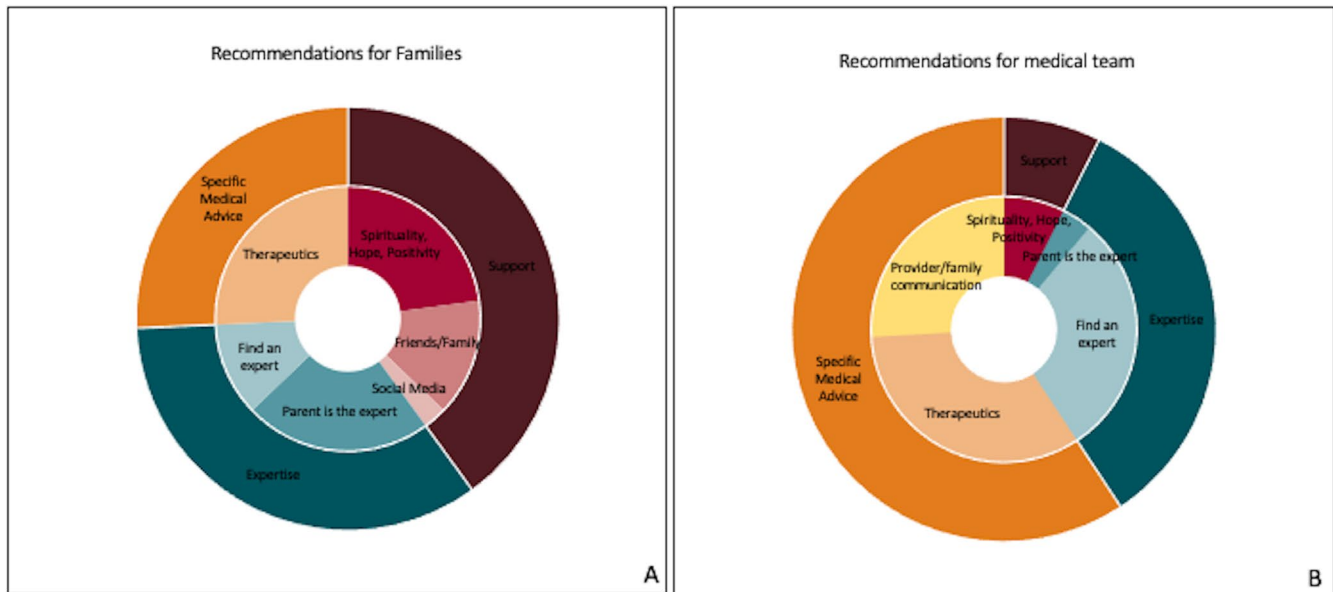 Recommendations for Families
Specific
Medical
Advice
Therapeutics
Spirituality,
Hope, Positivity
Support
Friends/Family
Find an
expert
Social Media
Parent is the expert
Expertise
A
Recommendations for medical team
Support
Spirituality, Hope,
Positivity
Parent is the expert
Provider/family
communication
Find an
expert
Expertise
Specific
Medical
Advice
Therapeutics
B